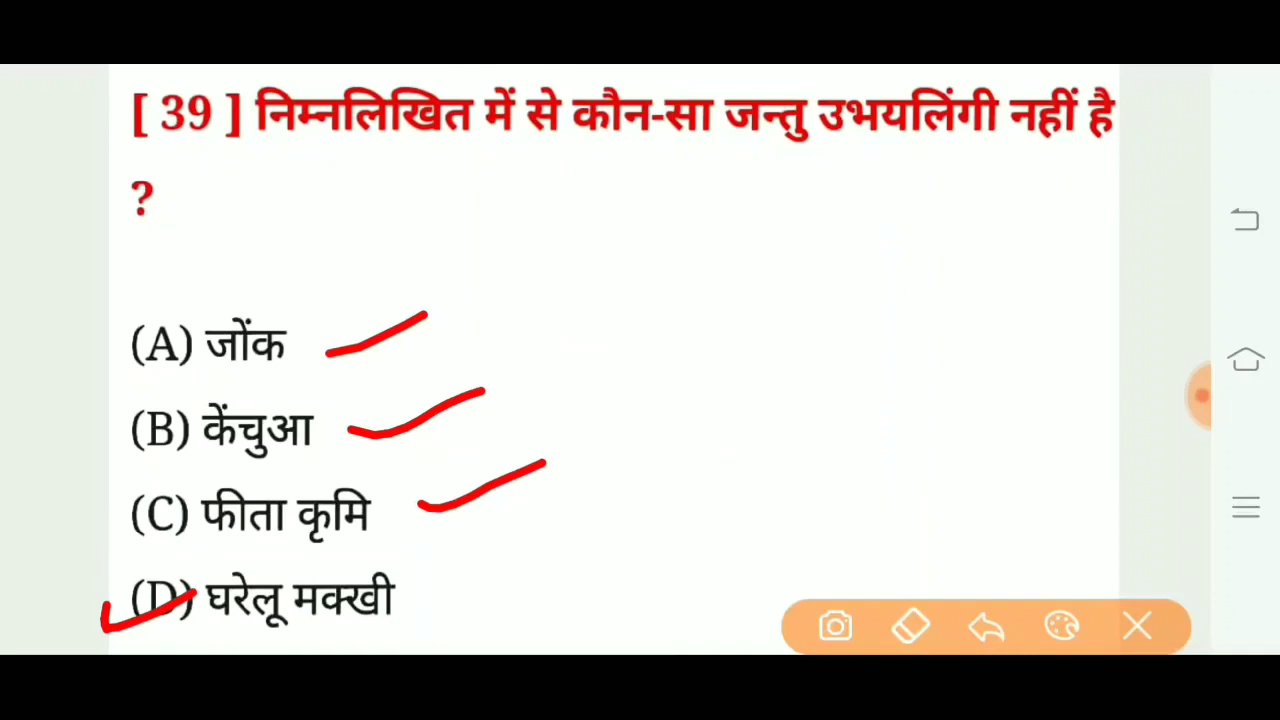 [ 39 ] निम्नलिखित में से कौन-सा जन्तु उभयलिंगी नहीं है
?
(A) जोंक
(B) केंचुआ
(C) फीता कृमि
(D) घरेलू मक्खी